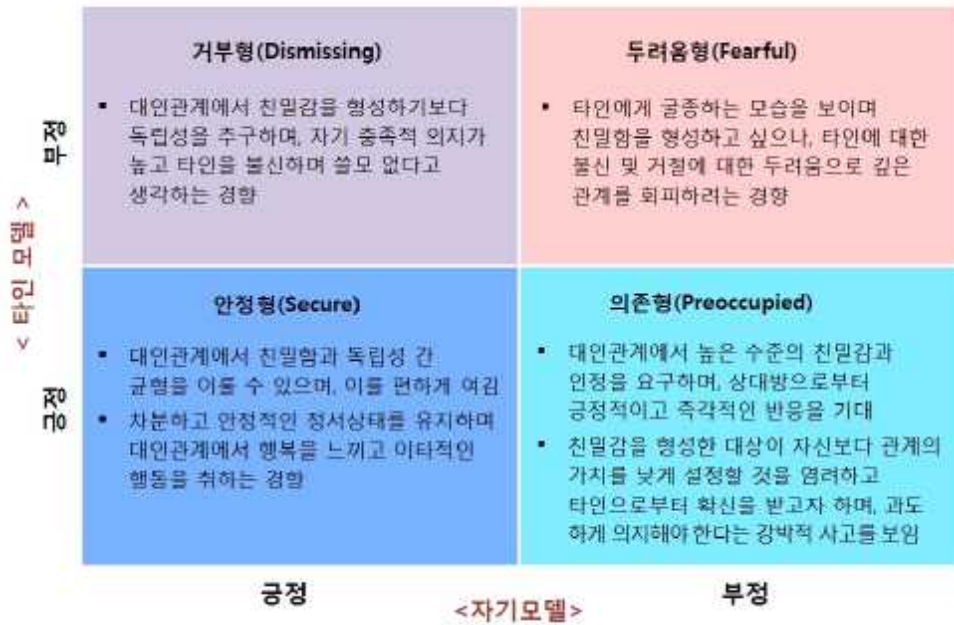 거부형(Dismissing)
▪ 대인관계에서 친밀감을 형성하기보다
독립성을 추구하며, 자기 충족적 의지가
높고 타인을 불신하며 쓸모 없다고
생각하는 경향
두려움형(Fearful)
▪ 타인에게 굴종하는 모습을 보이며
친밀함을 형성하고 싶으나, 타인에 대한
불신 및 거절에 대한 두려움으로 깊은
관계를 회피하려는 경향
부정
< 타인 모델 >
안정형(Secure)
▪ 대인관계에서 친밀함과 독립성 간
균형을 이룰 수 있으며, 이를 편하게 여김
▪ 차분하고 안정적인 정서상태를 유지하며
대인관계에서 행복을 느끼고 이타적인
행동을 취하는 경향
의존형(Preoccupied)
▪ 대인관계에서 높은 수준의 친밀감과
인정을 요구하며, 상대방으로부터
긍정적이고 즉각적인 반응을 기대
▪ 친밀감을 형성한 대상이 자신보다 관계의
가치를 낮게 설정할 것을 염려하고
타인으로부터 확신을 받고자 하며, 과도
하게 의지해야 한다는 강박적 사고를 보임
긍정
긍정
부정
<자기모델>